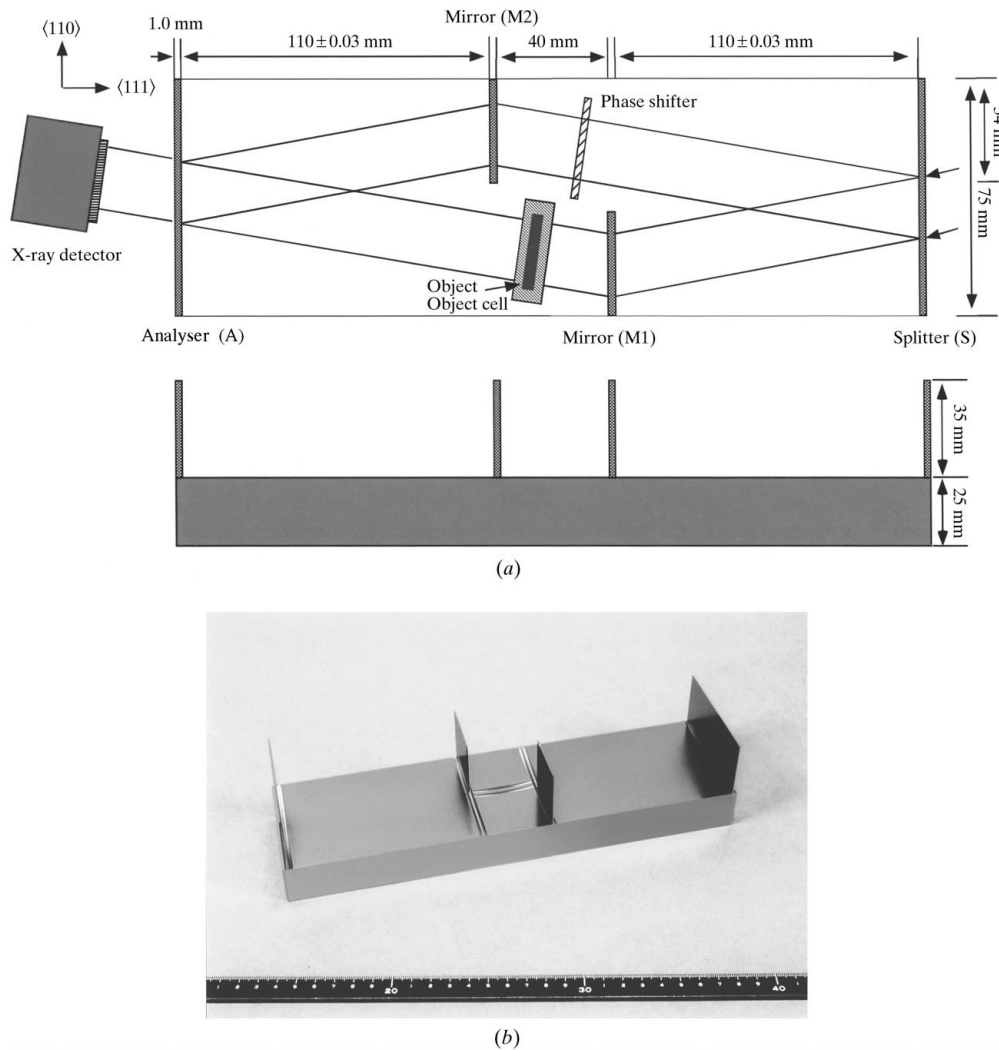 Mirror (M2)
⟨110⟩
1.0 mm
110±0.03 mm
40 mm
110±0.03 mm
⟨111⟩
Phase shifter
mm
75 mm
X-ray detector
Object
Object cell
Analyser (A)
Mirror (M1)
Splitter (S)
35 mm
25 mm
(a)
20
30
40
(b)